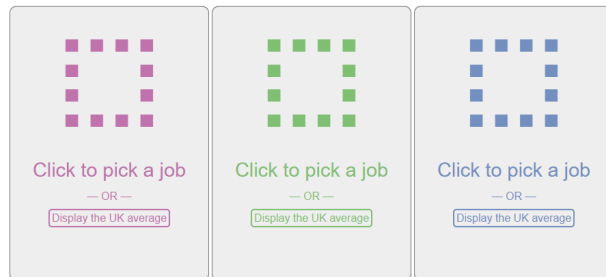 Click to pick a job
— OR —
Display the UK average
Click to pick a job
— OR —
Display the UK average
Click to pick a job
— OR —
Display the UK average